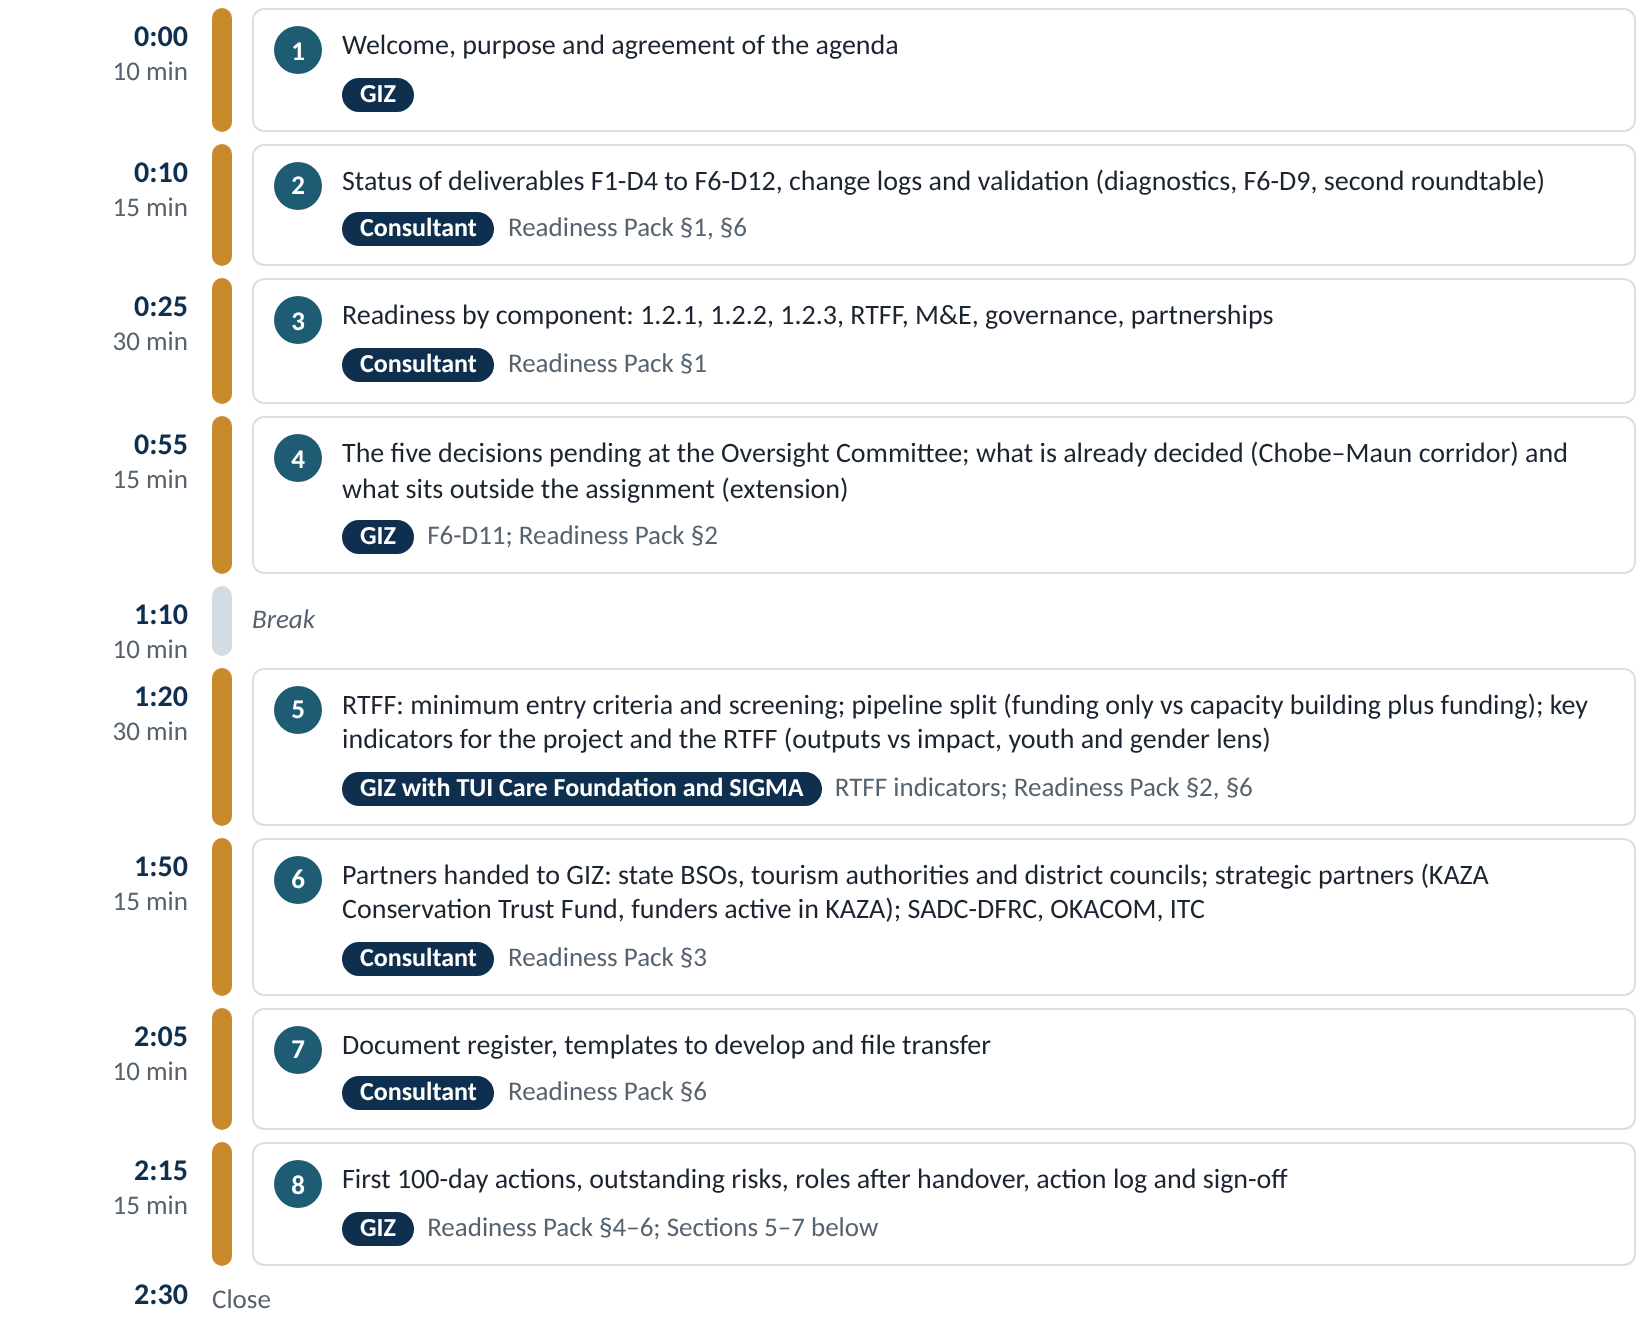 0:00
10 min
1
Welcome, purpose and agreement of the agenda
GIZ
0:10
15 min
2
Status of deliverables F1-D4 to F6-D12, change logs and validation (diagnostics, F6-D9, second roundtable)
Consultant Readiness Pack §1, §6
0:25
30 min
3
Readiness by component: 1.2.1, 1.2.2, 1.2.3, RTFF, M&E, governance, partnerships
Consultant Readiness Pack §1
0:55
15 min
4
The five decisions pending at the Oversight Committee; what is already decided (Chobe–Maun corridor) and
what sits outside the assignment (extension)
GIZ F6-D11; Readiness Pack §2
1:10
10 min
Break
1:20
30 min
5
RTFF: minimum entry criteria and screening; pipeline split (funding only vs capacity building plus funding); key
indicators for the project and the RTFF (outputs vs impact, youth and gender lens)
GIZ with TUI Care Foundation and SIGMA RTFF indicators; Readiness Pack §2, §6
1:50
15 min
6
Partners handed to GIZ: state BSOs, tourism authorities and district councils; strategic partners (KAZA
Conservation Trust Fund, funders active in KAZA); SADC-DFRC, OKACOM, ITC
Consultant Readiness Pack §3
2:05
10 min
7
Document register, templates to develop and file transfer
Consultant Readiness Pack §6
2:15
15 min
8
First 100-day actions, outstanding risks, roles after handover, action log and sign-off
GIZ Readiness Pack §4–6; Sections 5–7 below
2:30 Close